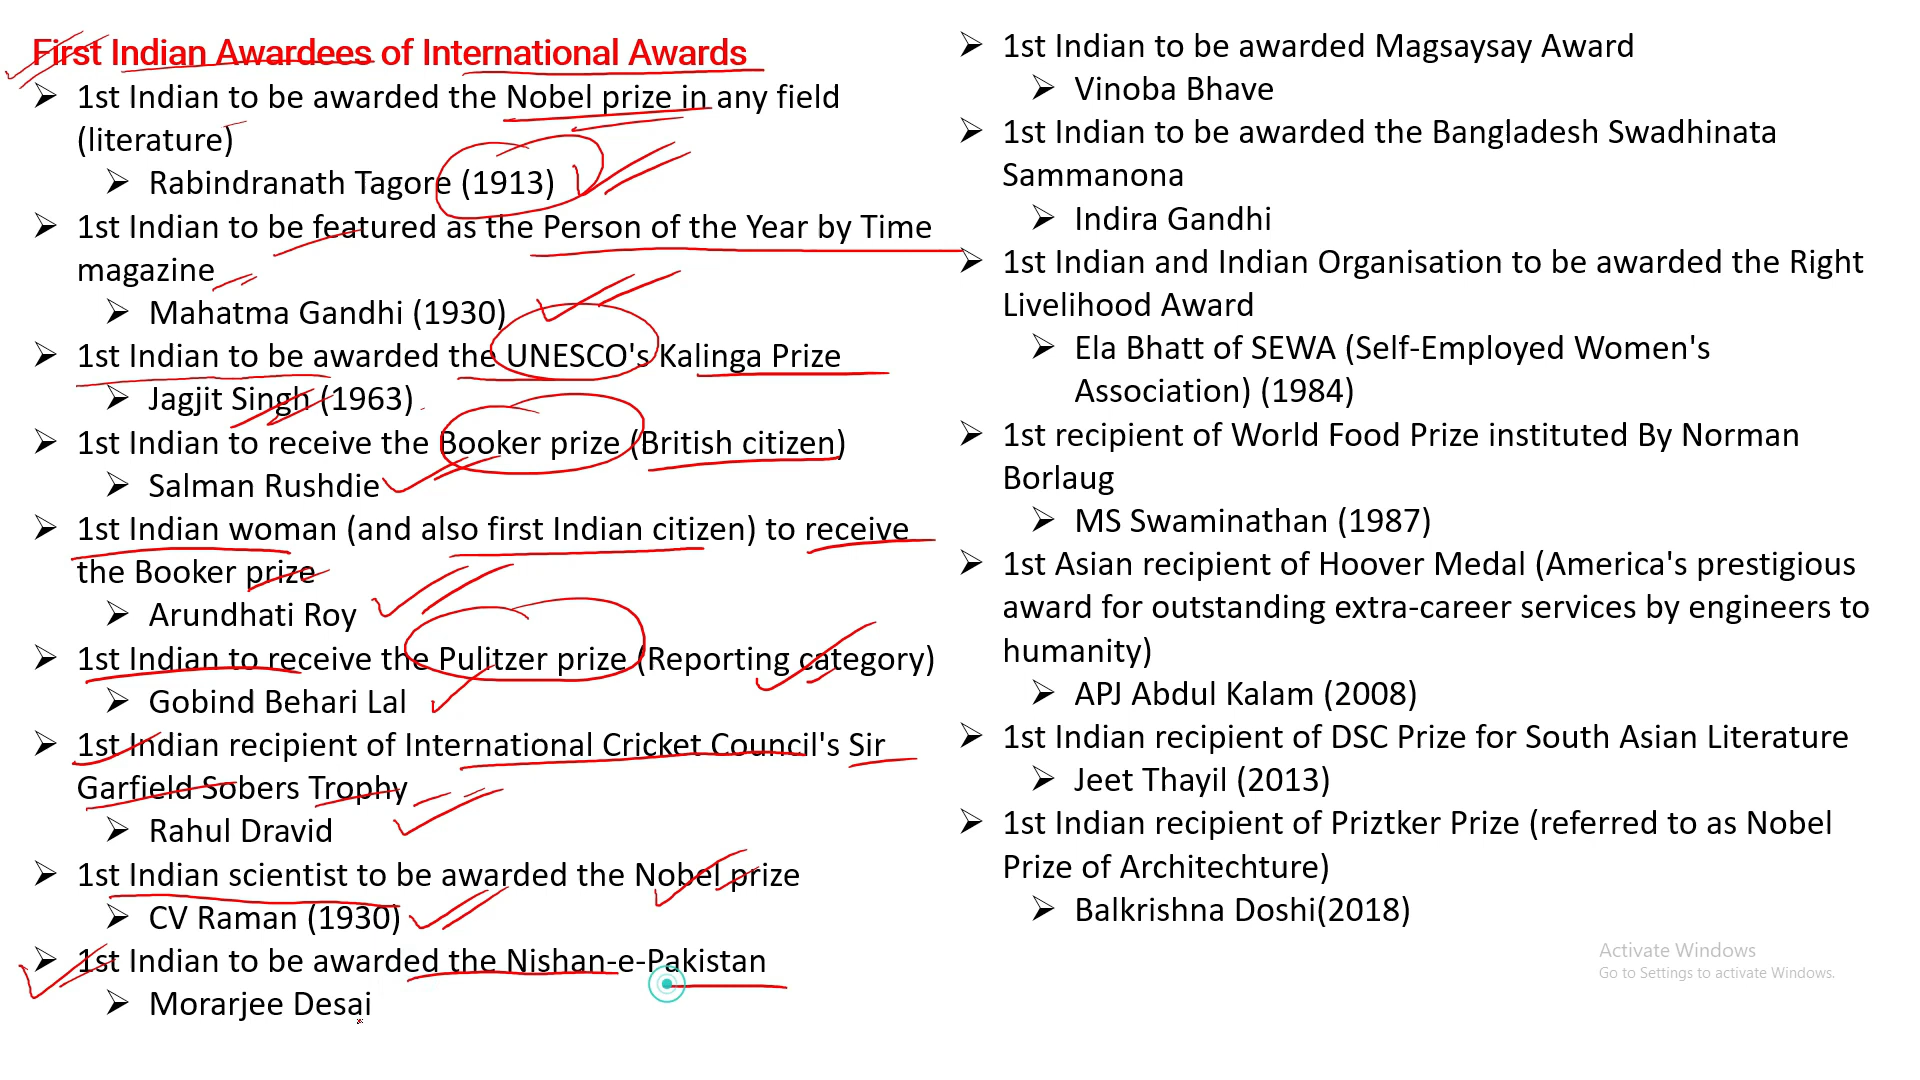 First Indian Awardees of International Awards
➢ 1st Indian to be awarded the Nobel prize in any field
(literature)
➢ Rabindranath Tagore (1913)
➢ 1st Indian to be featured as the Person of the Year by Time
magazine
➢ Mahatma Gandhi (1930)
➢ 1st Indian to be awarded the UNESCO's Kalinga Prize
➢ Jagjit Singh (1963)
➢ 1st Indian to receive the Booker prize (British citizen)
➢ Salman Rushdie
➢ 1st Indian woman (and also first Indian citizen) to receive
the Booker prize
➢ Arundhati Roy
➢ 1st Indian to receive the Pulitzer prize (Reporting category)
➢ Gobind Behari Lal
➢ 1st Indian recipient of International Cricket Council's Sir
Garfield Sobers Trophy
➢ Rahul Dravid
➢ 1st Indian scientist to be awarded the Nobel prize
➢ CV Raman (1930)
➢ 1st Indian to be awarded the Nishan-e-Pakistan
➢ Morarjee Desai
➢ 1st Indian to be awarded Magsaysay Award
➢ Vinoba Bhave
➢ 1st Indian to be awarded the Bangladesh Swadhinata
Sammanona
➢ Indira Gandhi
➢ 1st Indian and Indian Organisation to be awarded the Right
Livelihood Award
➢ Ela Bhatt of SEWA (Self-Employed Women's
Association) (1984)
➢ 1st recipient of World Food Prize instituted By Norman
Borlaug
➢ MS Swaminathan (1987)
➢ 1st Asian recipient of Hoover Medal (America's prestigious
award for outstanding extra-career services by engineers to
humanity)
➢ APJ Abdul Kalam (2008)
➢ 1st Indian recipient of DSC Prize for South Asian Literature
➢ Jeet Thayil (2013)
➢ 1st Indian recipient of Priztker Prize (referred to as Nobel
Prize of Architechture)
➢ Balkrishna Doshi(2018)
Activate Windows
Go to Settings to activate Windows.